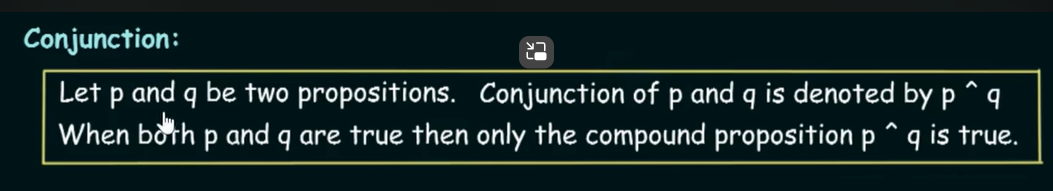 Conjunction:
Let p and q be two propositions. Conjunction of p and q is denoted by p ^ q
When both p and q are true then only the compound proposition p ^ q is true.